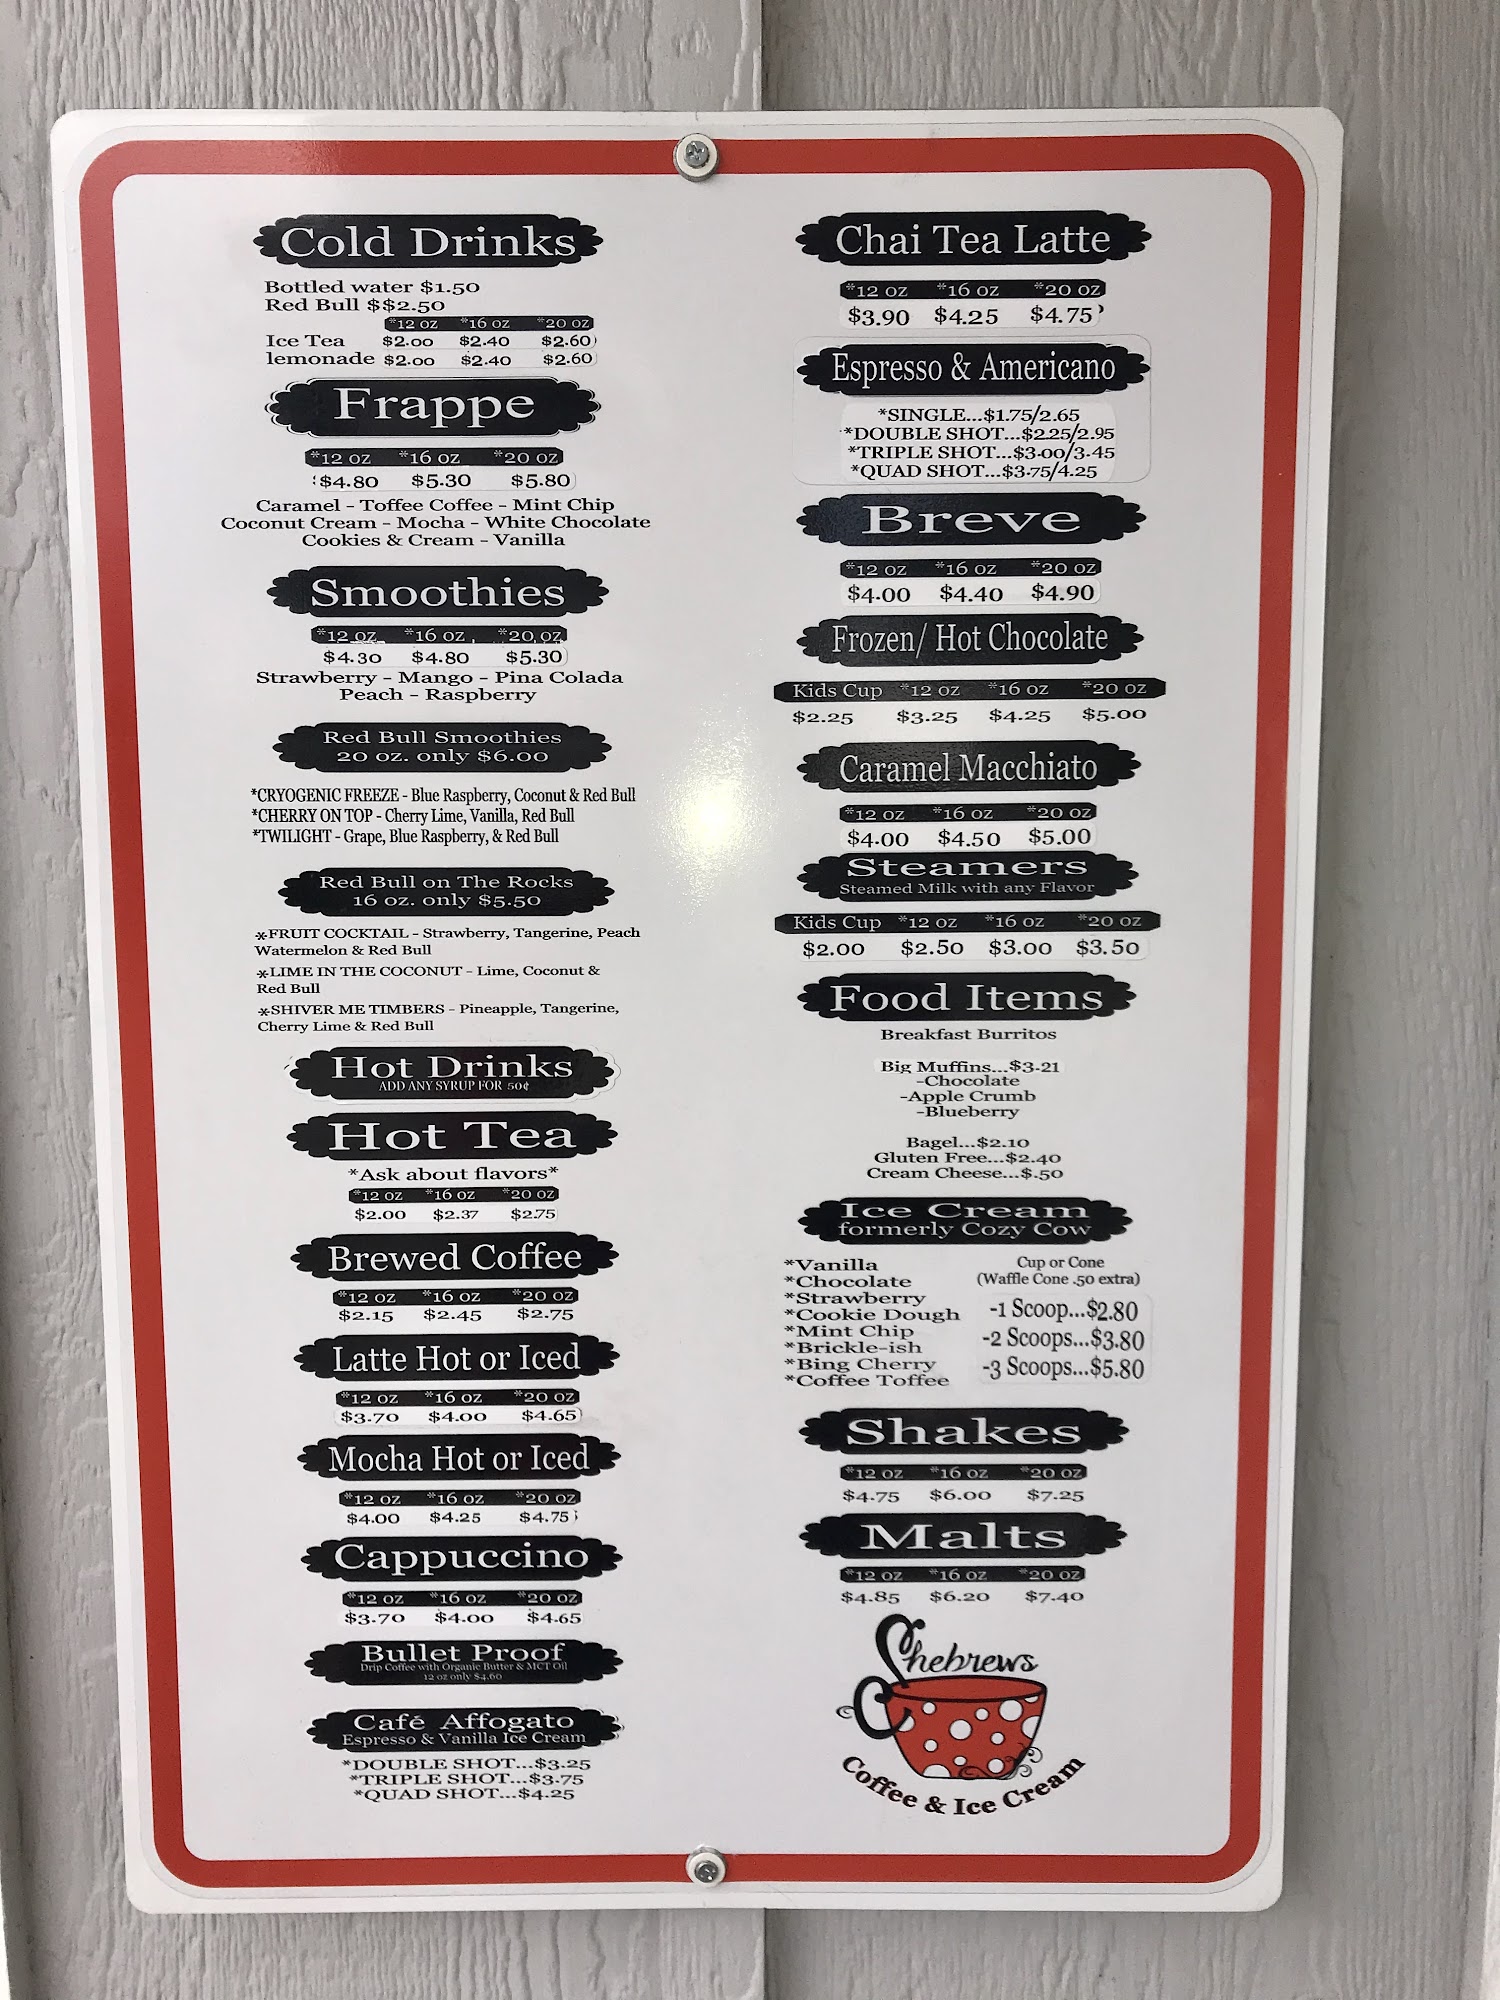 Cold Drinks
Bottled water $1.50
Red Bull $$2.50
*12 oz *16 oz *20 oz
Ice Tea $2.00 $2.40 $2.60
lemonade $2.00 $2.40 $2.60
Frappe
*12 oz *16 oz *20 oz
$4.80 $5.30 $5.80
Caramel - Toffee Coffee - Mint Chip
Coconut Cream - Mocha - White Chocolate
Cookies & Cream - Vanilla
Smoothies
*12 oz *16 oz *20 oz
$4.30 $4.80 $5.30
Strawberry - Mango - Pina Colada
Peach - Raspberry
Red Bull Smoothies
20 oz. only $6.00
*CRYOGENIC FREEZE - Blue Raspberry, Coconut & Red Bull
*CHERRY ON TOP - Cherry Lime, Vanilla, Red Bull
*TWILIGHT - Grape, Blue Raspberry, & Red Bull
Red Bull on The Rocks
16 oz. only $5.50
*FRUIT COCKTAIL - Strawberry, Tangerine, Peach
Watermelon & Red Bull
*LIME IN THE COCONUT - Lime, Coconut &
Red Bull
*SHIVER ME TIMBERS - Pineapple, Tangerine,
Cherry Lime & Red Bull
Hot Drinks
ADD ANY SYRUP FOR 50¢
Hot Tea
*Ask about flavors*
*12 oz *16 oz *20 oz
$2.00 $2.37 $2.75
Brewed Coffee
*12 oz *16 oz *20 oz
$2.15 $2.45 $2.75
Latte Hot or Iced
*12 oz *16 oz *20 oz
$3.70 $4.00 $4.65
Mocha Hot or Iced
*12 oz *16 oz *20 oz
$4.00 $4.25 $4.75
Cappuccino
*12 oz *16 oz *20 oz
$3.70 $4.00 $4.65
Bullet Proof
Drip Coffee with Organic Butter & MCT Oil
12 oz only $4.60
Café Affogato
Espresso & Vanilla Ice Cream
*DOUBLE SHOT...$3.25
*TRIPLE SHOT...$3.75
*QUAD SHOT...$4.25
Chai Tea Latte
*12 oz *16 oz *20 oz
$3.90 $4.25 $4.75
Espresso & Americano
*SINGLE...$1.75/2.65
*DOUBLE SHOT...$2.25/2.95
*TRIPLE SHOT...$3.00/3.45
*QUAD SHOT...$3.75/4.25
Breve
*12 oz *16 oz *20 oz
$4.00 $4.40 $4.90
Frozen/ Hot Chocolate
Kids Cup *12 oz *16 oz *20 oz
$2.25 $3.25 $4.25 $5.00
Caramel Macchiato
*12 oz *16 oz *20 oz
$4.00 $4.50 $5.00
Steamers
Steamed Milk with any Flavor
Kids Cup *12 oz *16 oz *20 oz
$2.00 $2.50 $3.00 $3.50
Food Items
Breakfast Burritos
Big Muffins...$3.21
-Chocolate
-Apple Crumb
-Blueberry
Bagel...$2.10
Gluten Free...$2.40
Cream Cheese...$.50
Ice Cream
formerly Cozy Cow
*Vanilla
*Chocolate
*Strawberry
*Cookie Dough
*Mint Chip
*Brickle-ish
*Bing Cherry
*Coffee Toffee
Cup or Cone
(Waffle Cone .50 extra)
-1 Scoop...$2.80
-2 Scoops...$3.80
-3 Scoops...$5.80
Shakes
*12 oz *16 oz *20 oz
$4.75 $6.00 $7.25
Malts
*12 oz *16 oz *20 oz
$4.85 $6.20 $7.40
Shebrews
Coffee & Ice Cream